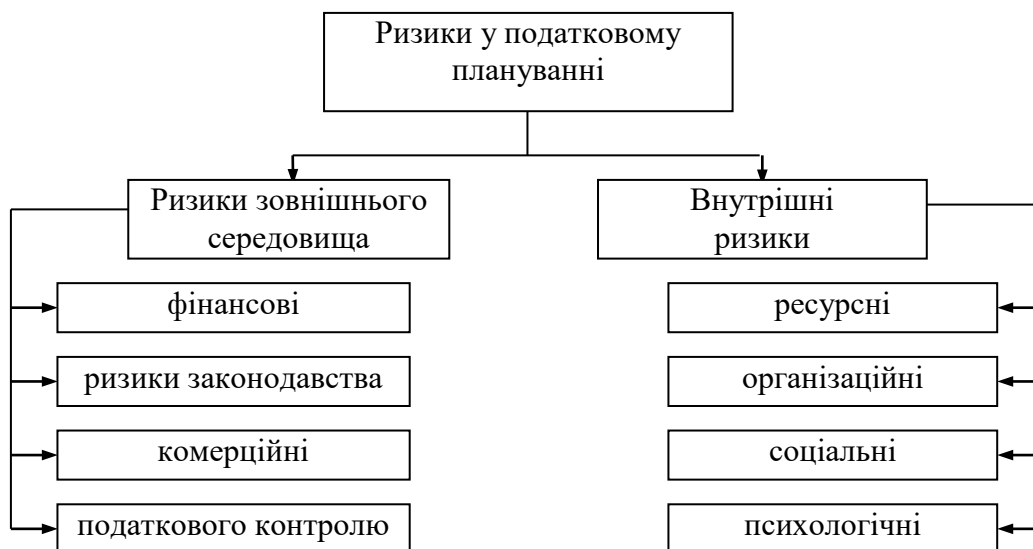 Ризики у податковому
плануванні
Ризики зовнішнього
середовища
Внутрішні
ризики
фінансові
ресурсні
ризики законодавства
організаційні
комерційні
соціальні
податкового контролю
психологічні